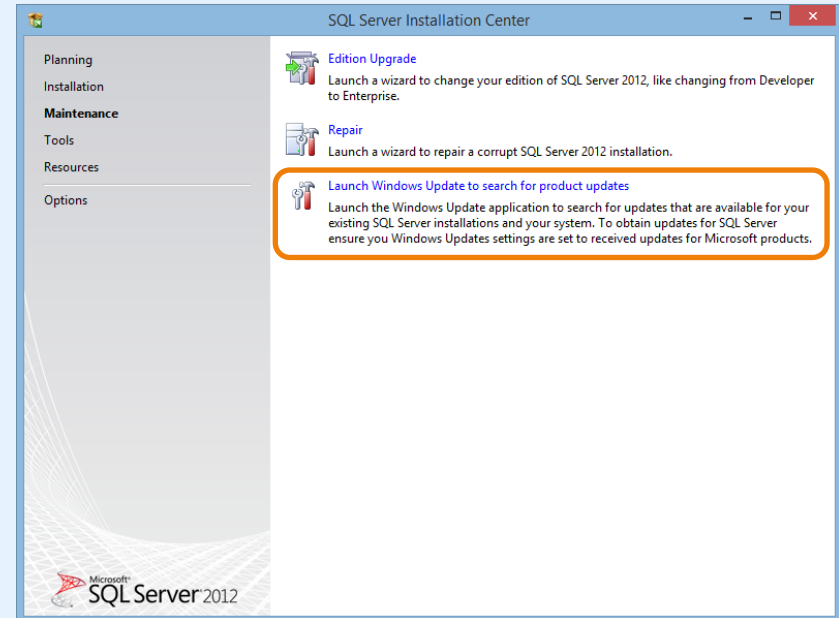 SQL Server Installation Center
Planning
Installation
Maintenance
Tools
Resources
Options
Edition Upgrade
Launch a wizard to change your edition of SQL Server 2012, like changing from Developer
to Enterprise.
Repair
Launch a wizard to repair a corrupt SQL Server 2012 installation.
Launch Windows Update to search for product updates
Launch the Windows Update application to search for updates that are available for your
existing SQL Server installations and your system. To obtain updates for SQL Server
ensure you Windows Updates settings are set to received updates for Microsoft products.
Microsoft®
SQL Server 2012